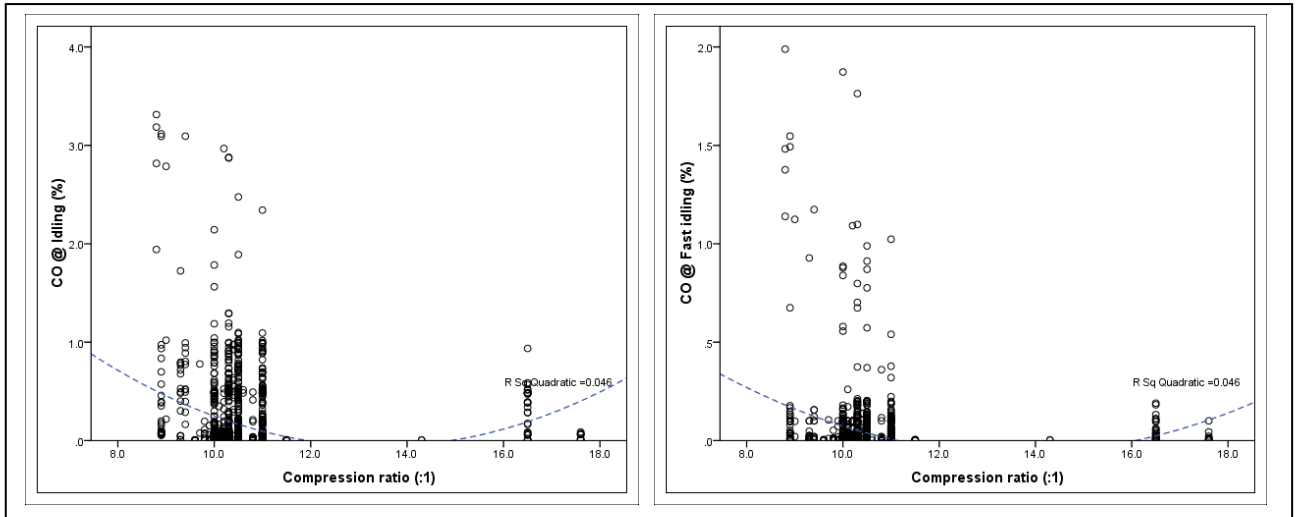 4.0
3.0
2.0
1.0
.0
CO @ Idling (%)
R Sq Quadratic =0.046
8.0 10.0 12.0 14.0 16.0 18.0
Compression ratio (:1)
2.0
1.5
1.0
.5
.0
CO @ Fast idling (%)
R Sq Quadratic =0.046
8.0 10.0 12.0 14.0 16.0 18.0
Compression ratio (:1)